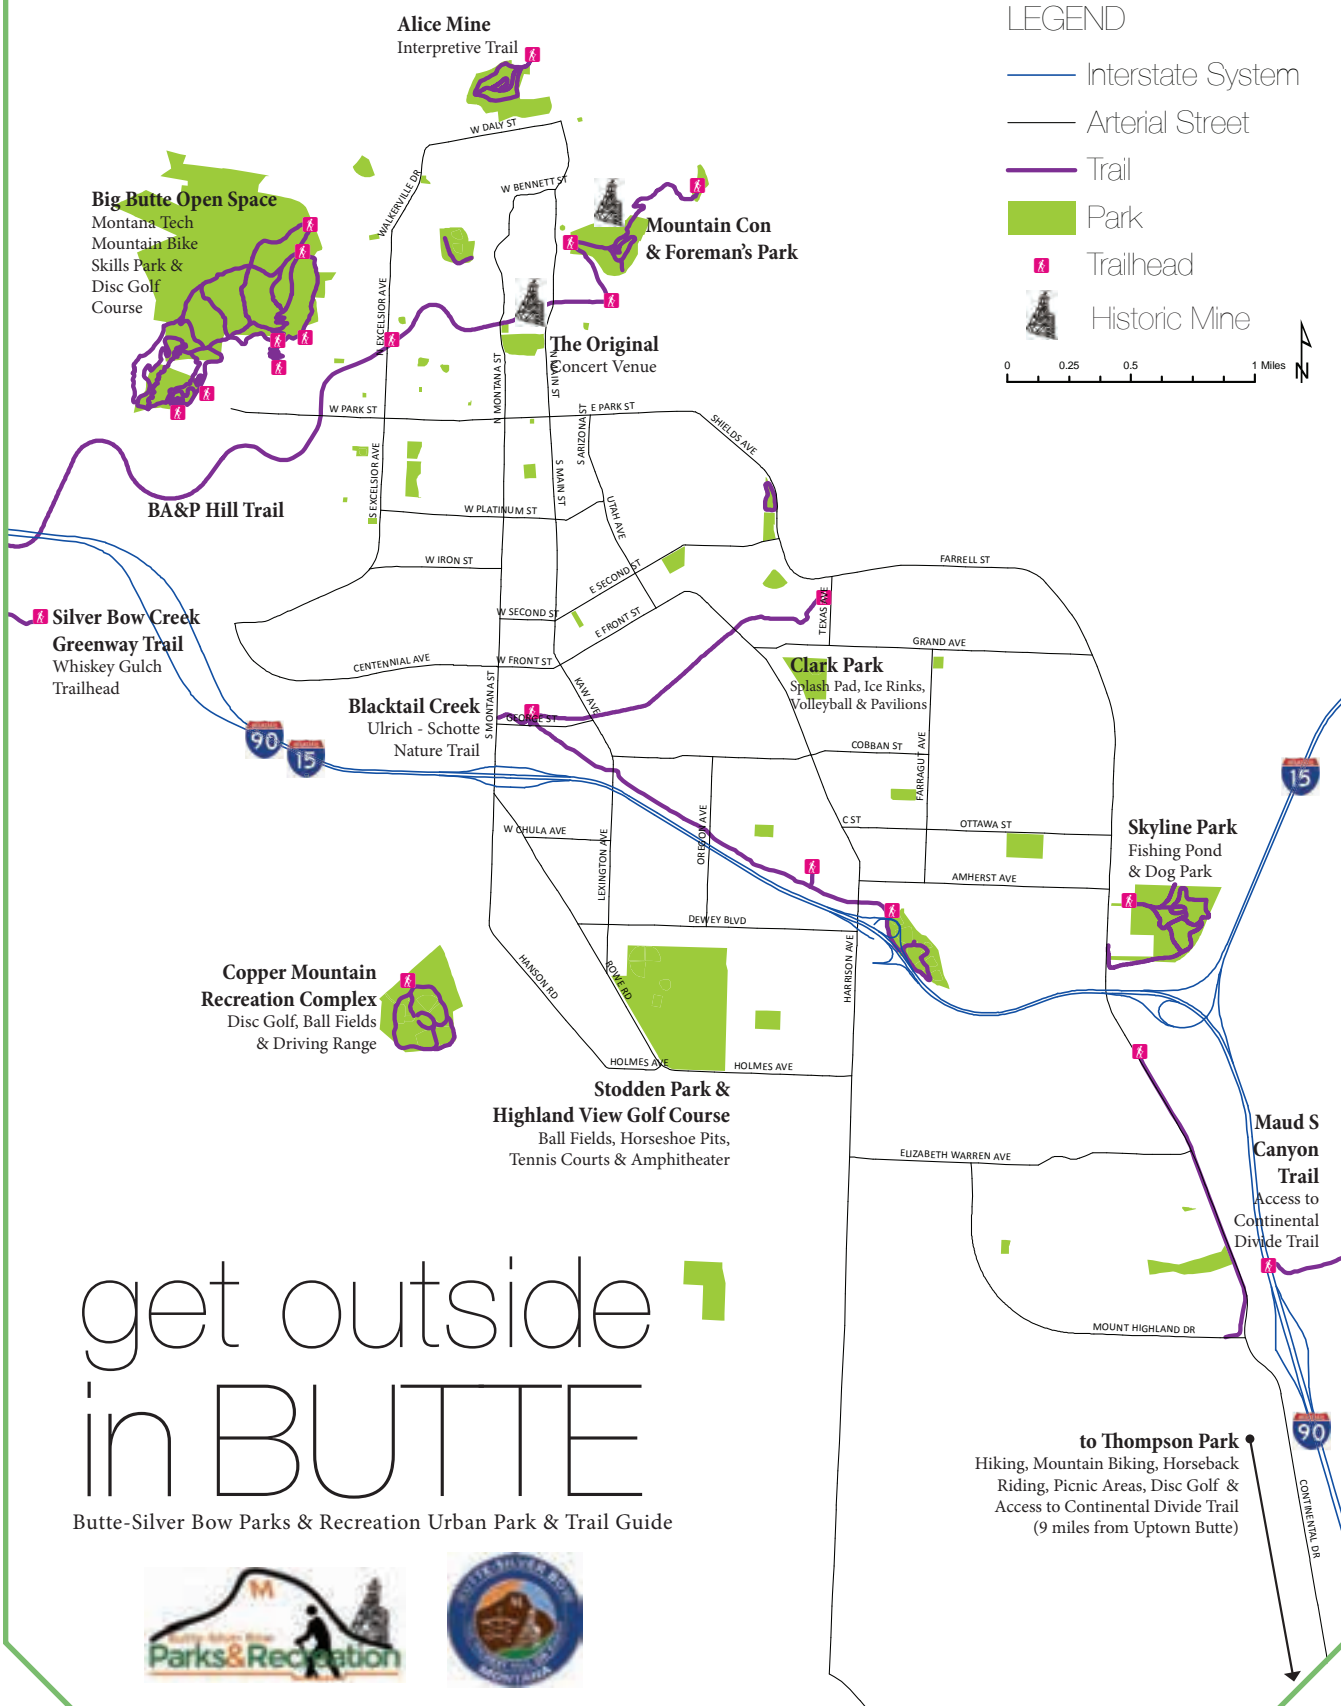 Alice Mine
Interpretive Trail
LEGEND
Interstate System
Arterial Street
Trail
Park
Trailhead
Historic Mine
0 0.25 0.5 1 Miles
N
W DALY ST
WALKERVILLE DR
W BENNETT ST
Big Butte Open Space
Montana Tech
Mountain Bike
Skills Park &
Disc Golf
Course
Mountain Con
& Foreman's Park
N EXCELSIOR AVE
The Original
Concert Venue
N MONTANA ST
N MAIN ST
W PARK ST
E PARK ST
S ARIZONA ST
SHIELDS AVE
S EXCELSIOR AVE
S MAIN ST
BA&P Hill Trail
W PLATINUM ST
UTAH AVE
W IRON ST
E SECOND ST
FARRELL ST
TEXAS AVE
Silver Bow Creek
Greenway Trail
Whiskey Gulch
Trailhead
W SECOND ST
E FRONT ST
GRAND AVE
CENTENNIAL AVE
W FRONT ST
Clark Park
Splash Pad, Ice Rinks,
Volleyball & Pavilions
KAW AVE
S MONTANA ST
Blacktail Creek
Ulrich - Schotte
Nature Trail
GEORGE ST
COBBAN ST
FARRAGUT AVE
90
15
15
W CHULA AVE
LEXINGTON AVE
OREGON AVE
C ST
OTTAWA ST
AMHERST AVE
Skyline Park
Fishing Pond
& Dog Park
DEWEY BLVD
HARRISON AVE
HANSON RD
ROWE RD
Copper Mountain
Recreation Complex
Disc Golf, Ball Fields
& Driving Range
HOLMES AVE
HOLMES AVE
Stodden Park &
Highland View Golf Course
Ball Fields, Horseshoe Pits,
Tennis Courts & Amphitheater
ELIZABETH WARREN AVE
Maud S
Canyon
Trail
Access to
Continental
Divide Trail
MOUNT HIGHLAND DR
get outside
in BUTTE
Butte-Silver Bow Parks & Recreation Urban Park & Trail Guide
90
to Thompson Park
Hiking, Mountain Biking, Horseback
Riding, Picnic Areas, Disc Golf &
Access to Continental Divide Trail
(9 miles from Uptown Butte)
CONTINENTAL DR
M
Butte-Silver Bow
Parks&Recreation
BUTTE-SILVER BOW
MONTANA